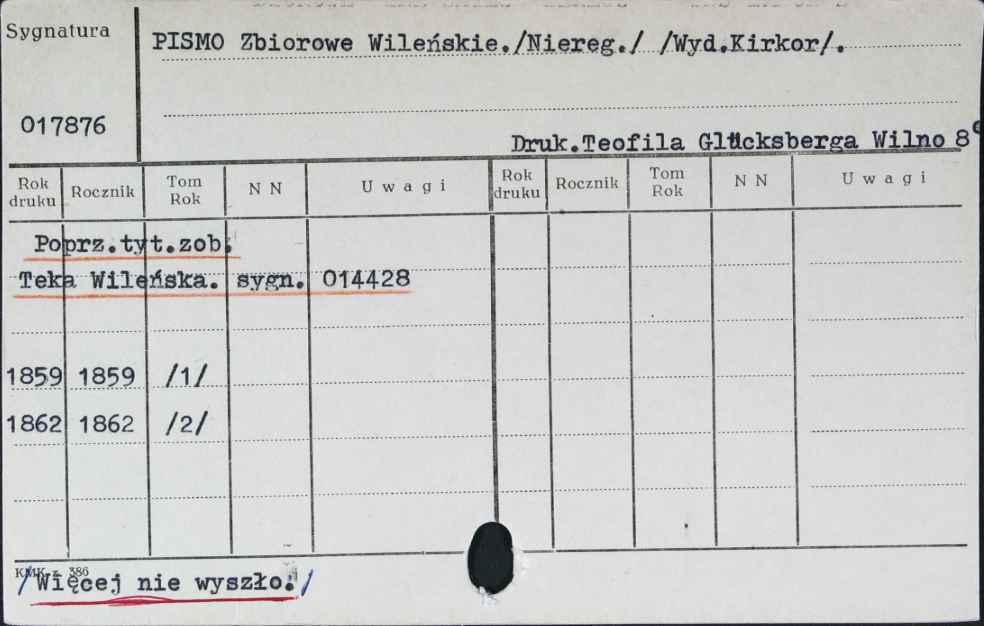 Sygnatura
PISMO Zbiorowe Wileńskie./Niereg./ /Wyd.Kirkor/.
017876
Druk.Teofila Glücksberga Wilno 8°
Rok druku Rocznik Tom Rok N N U w a g i Rok druku Rocznik Tom Rok N N U w a g i
Poprz.tyt.zob.
Teka Wileńska. sygn. 014428
1859 1859 /1/
1862 1862 /2/
KMK z. 386
/Więcej nie wyszło./